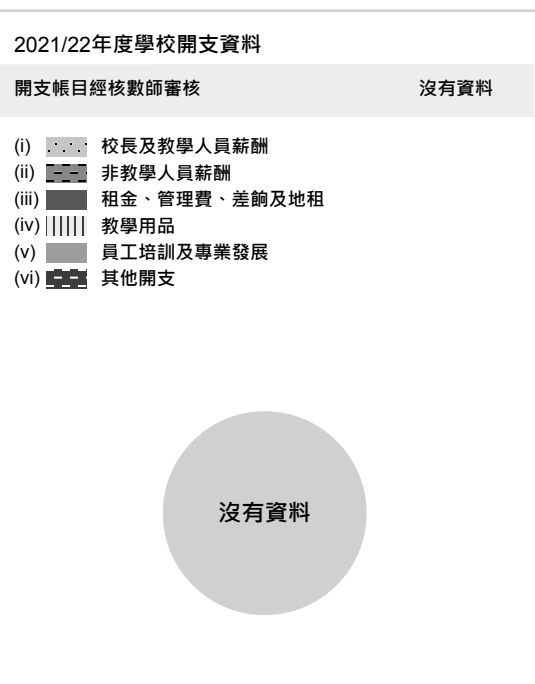 2021/22年度學校開支資料
開支帳目經核數師審核 沒有資料
(i) 校長及教學人員薪酬
(ii) 非教學人員薪酬
(iii) 租金、管理費、差餉及地租
(iv) 教學用品
(v) 員工培訓及專業發展
(vi) 其他開支
沒有資料